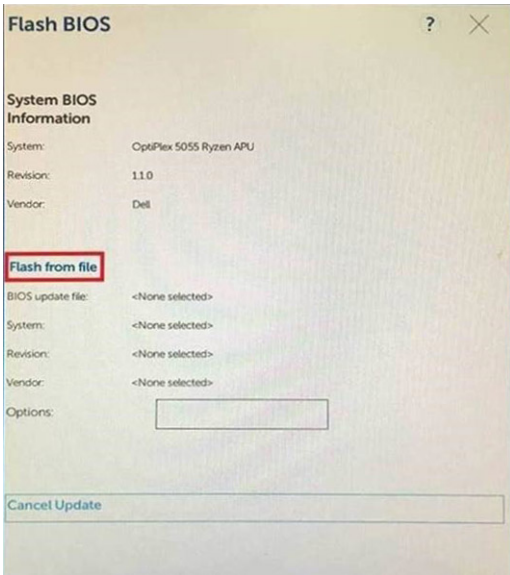 Flash BIOS ?
System BIOS
Information
System: OptiPlex 5055 Ryzen APU
Revision: 1.1.0
Vendor: Dell
Flash from file
BIOS update file: <None selected>
System: <None selected>
Revision: <None selected>
Vendor: <None selected>
Options:
Cancel Update